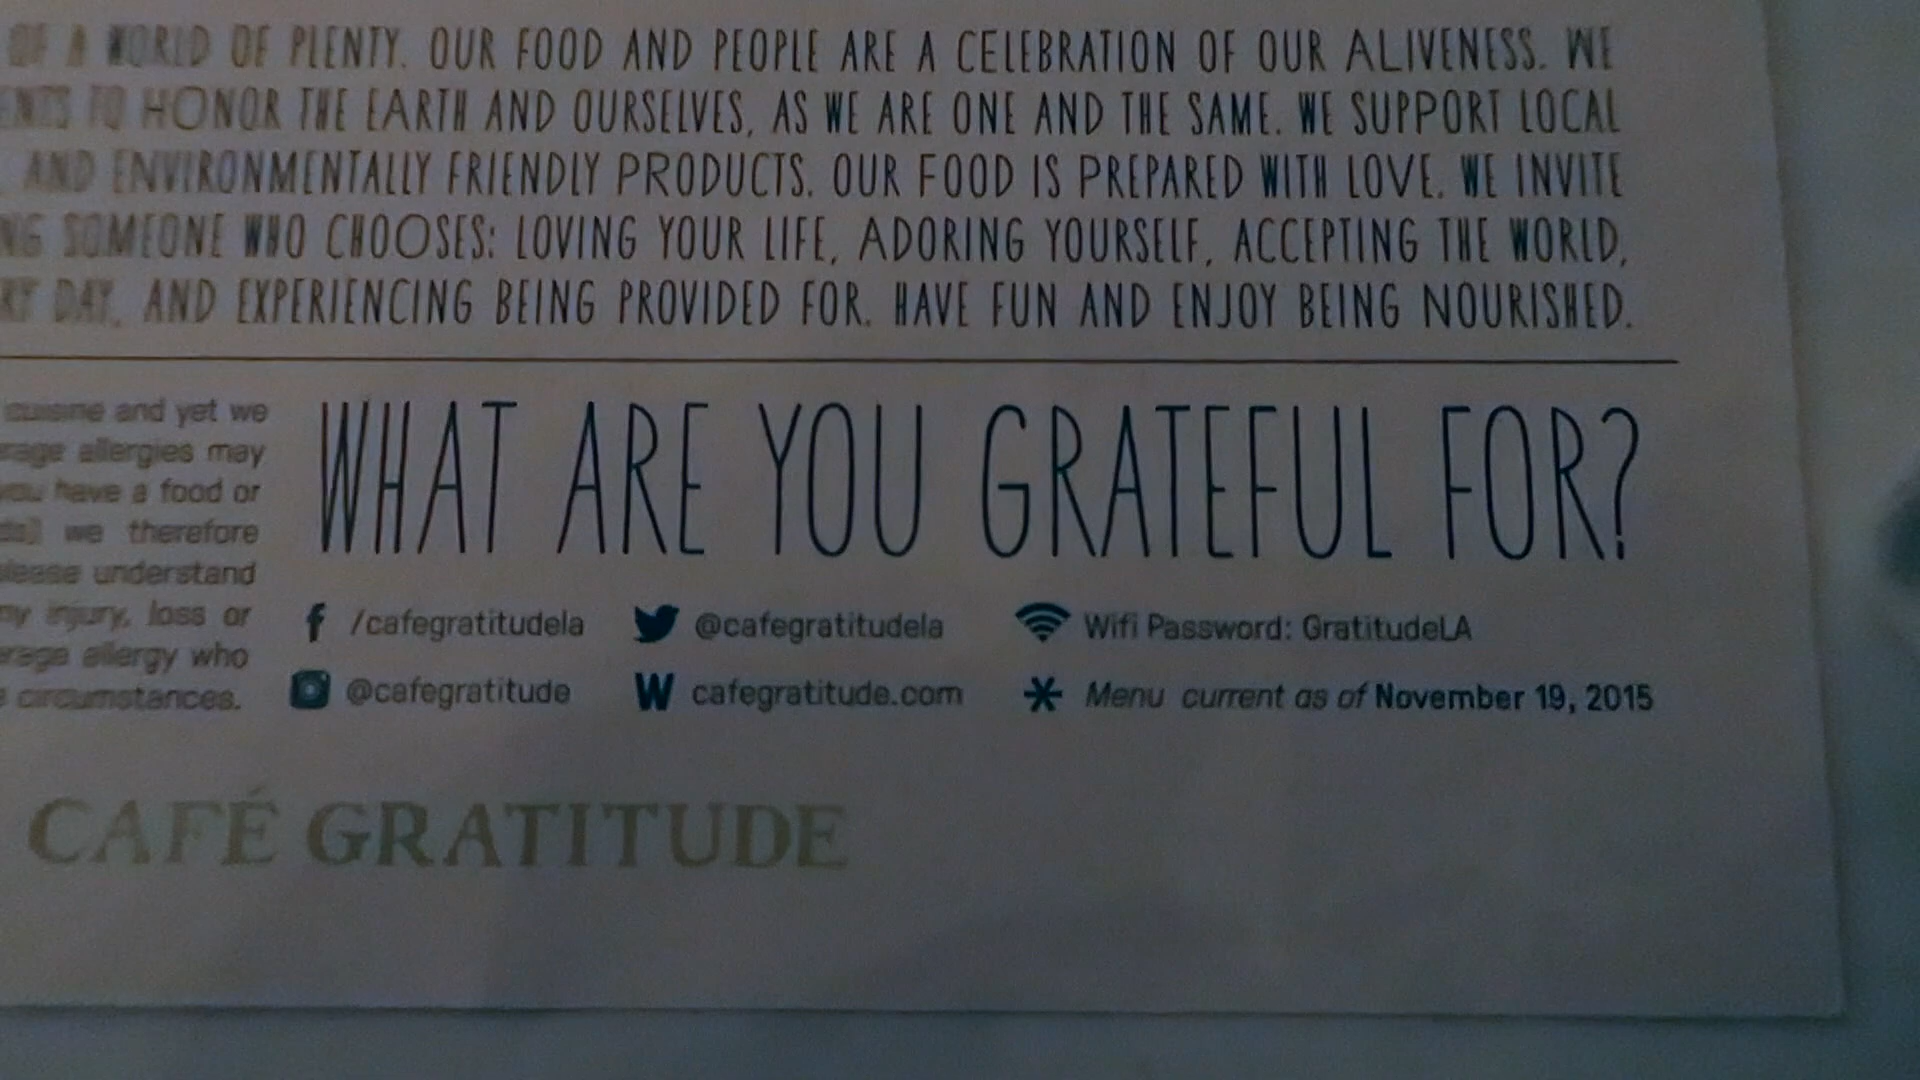 OF A WORLD OF PLENTY. OUR FOOD AND PEOPLE ARE A CELEBRATION OF OUR ALIVENESS. WE
TO HONOR THE EARTH AND OURSELVES, AS WE ARE ONE AND THE SAME. WE SUPPORT LOCAL
AND ENVIRONMENTALLY FRIENDLY PRODUCTS. OUR FOOD IS PREPARED WITH LOVE. WE INVITE
SOMEONE WHO CHOOSES: LOVING YOUR LIFE, ADORING YOURSELF, ACCEPTING THE WORLD,
DAY, AND EXPERIENCING BEING PROVIDED FOR. HAVE FUN AND ENJOY BEING NOURISHED.
cuisine and yet we
allergies may
you have a food or
we therefore
understand
injury, loss or
allergy who
circumstances.
WHAT ARE YOU GRATEFUL FOR?
/cafegratitudela @cafegratitudela Wifi Password: GratitudeLA
@cafegratitude W cafegratitude.com * Menu current as of November 19, 2015
CAFÉ GRATITUDE